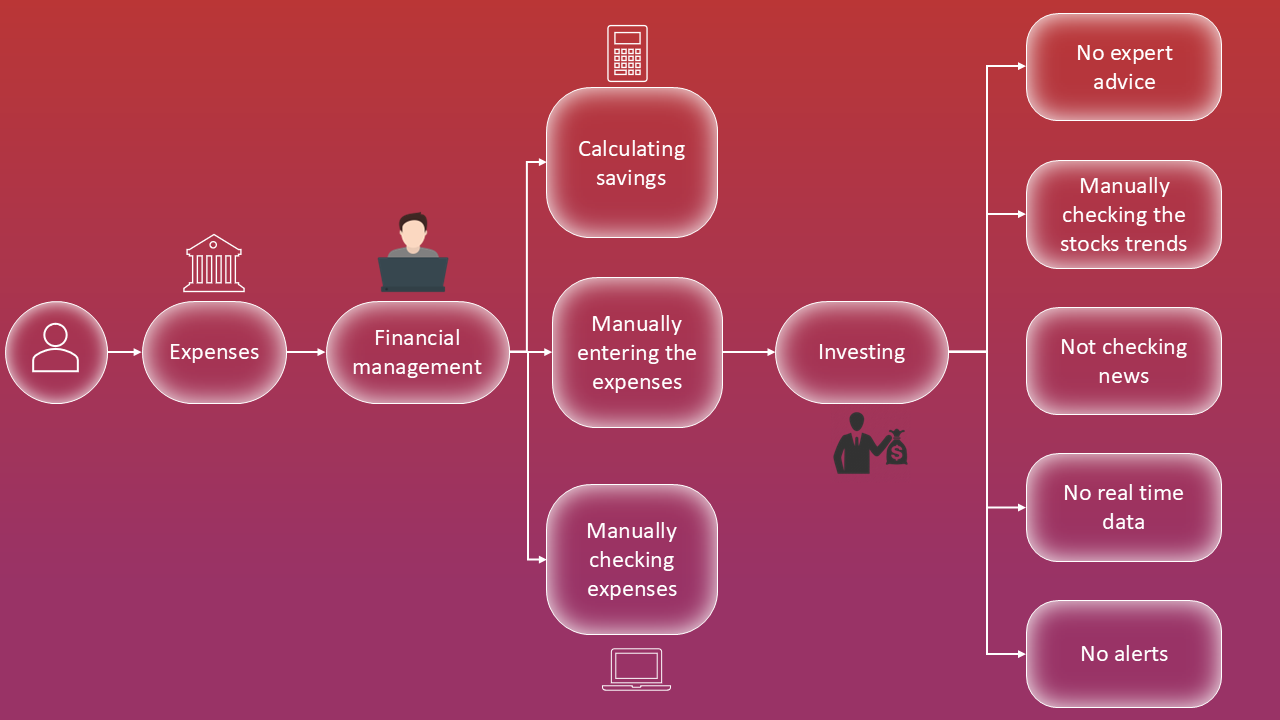 Expenses
Financial
management
Calculating
savings
Manually
entering the
expenses
Manually
checking
expenses
Investing
$
No expert
advice
Manually
checking the
stocks trends
Not checking
news
No real time
data
No alerts